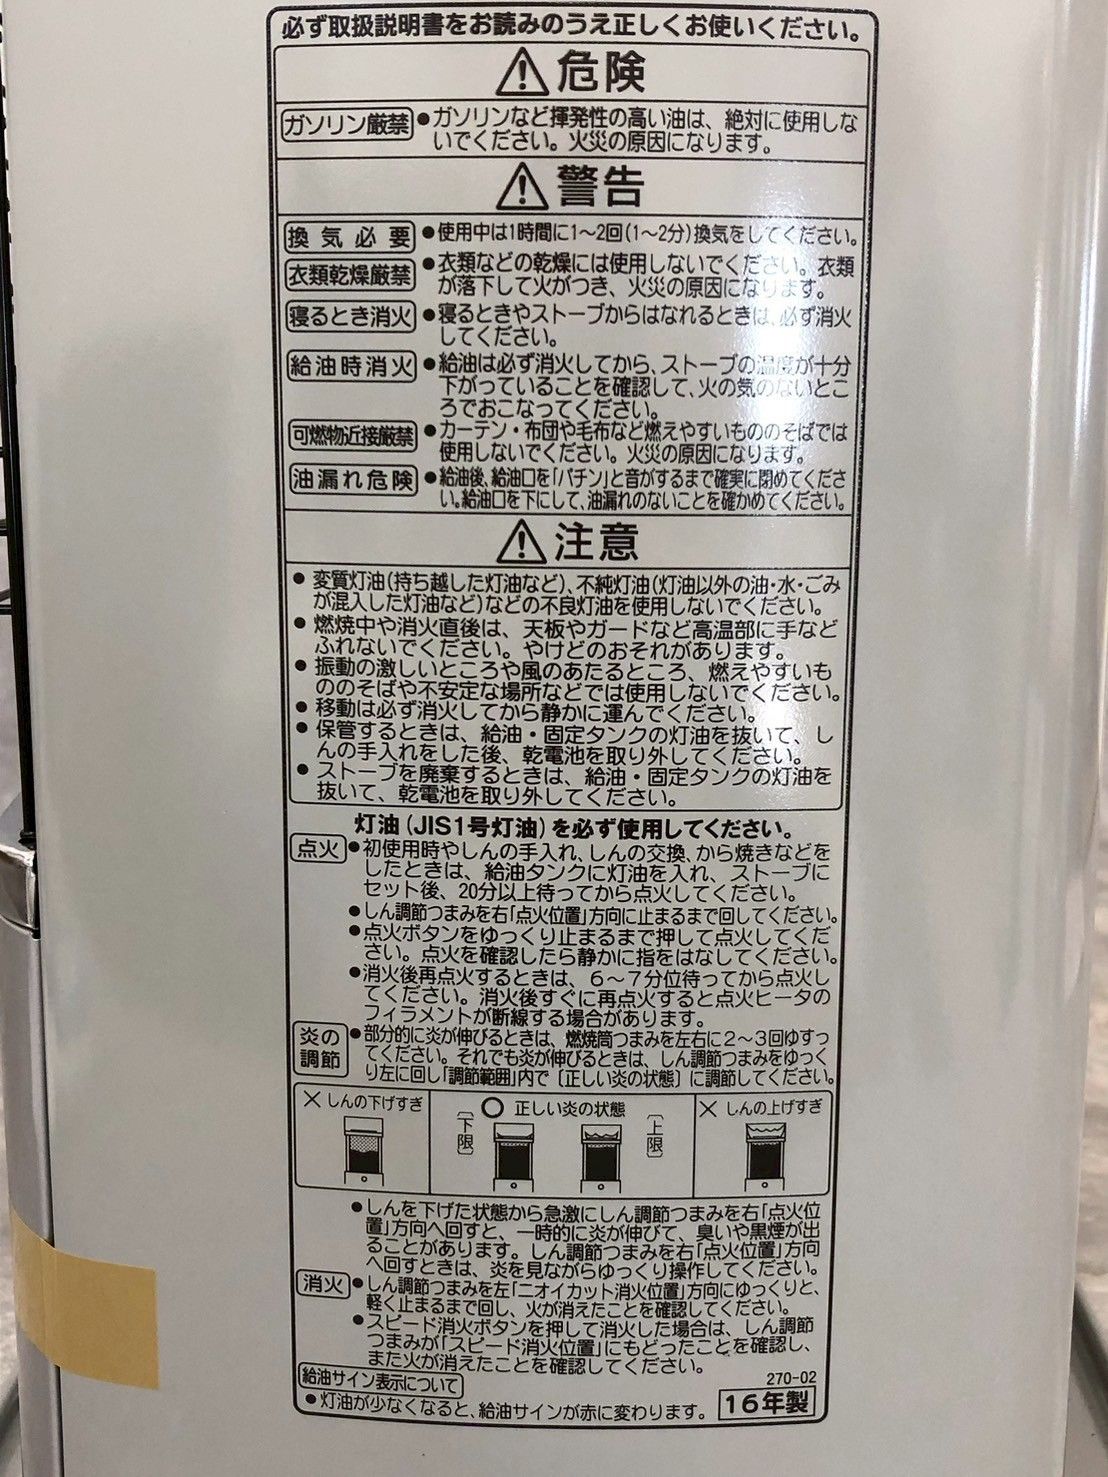 必ず取扱説明書をお読みのうえ正しくお使いください。
危険
ガソリン厳禁
●ガソリンなど揮発性の高い油は、絶対に使用しな
いでください。火災の原因になります。
警告
換気必要
●使用中は1時間に1〜2回(1〜2分)換気をしてください。
衣類乾燥厳禁
●衣類などの乾燥には使用しないでください。衣類
が落下して火がつき、火災の原因になります。
寝るとき消火
●寝るときやストーブからはなれるときは、必ず消火
してください。
給油時消火
●給油は必ず消火してから、ストーブの温度が十分
下がっていることを確認して、火の気のないとこ
ろでおこなってください。
可燃物近接厳禁
●カーテン・布団や毛布など燃えやすいもののそばでは
使用しないでください。火災の原因になります。
油漏れ危険
●給油後、給油口を「パチン」と音がするまで確実に閉めてくださ
い。給油口を下にして、油漏れのないことを確かめてください。
注意
●変質灯油(持ち越した灯油など)、不純灯油(灯油以外の油・水・ごみ
が混入した灯油など)などの不良灯油を使用しないでください。
●燃焼中や消火直後は、天板やガードなど高温部に手など
ふれないでください。やけどのおそれがあります。
●振動の激しいところや風のあたるところ、燃えやすいも
ののそばや不安定な場所などでは使用しないでください。
●移動は必ず消火してから静かに運んでください。
●保管するときは、給油・固定タンクの灯油を抜いて、し
んの手入れをした後、乾電池を取り外してください。
●ストーブを廃棄するときは、給油・固定タンクの灯油を
抜いて、乾電池を取り外してください。
灯油(JIS1号灯油)を必ず使用してください。
点火
●初使用時やしんの手入れ、しんの交換、から焼きなどを
したときは、給油タンクに灯油を入れ、ストーブに
セット後、20分以上待ってから点火してください。
●しん調節つまみを右「点火位置」方向に止まるまで回してください。
●点火ボタンをゆっくり止まるまで押して点火してくだ
さい。点火を確認したら静かに指をはなしてください。
●消火後再点火するときは、6〜7分位待ってから点火し
てください。消火後すぐに再点火すると点火ヒータの
フィラメントが断線する場合があります。
炎の
調節
●部分的に炎が伸びるときは、燃焼筒つまみを左右に2〜3回ゆすっ
てください。それでも炎が伸びるときは、しん調節つまみをゆっく
り左に回し「調節範囲」内で〔正しい炎の状態〕に調節してください。
×しんの下げすぎ
○ 正しい炎の状態
×しんの上げすぎ
〔下限〕
〔上限〕
●しんを下げた状態から急激にしん調節つまみを右「点火位
置」方向へ回すと、一時的に炎が伸びて、臭いや黒煙が出
ることがあります。しん調節つまみを右「点火位置」方向
へ回すときは、炎を見ながらゆっくり操作してください。
消火
●しん調節つまみを左「ニオイカット消火位置」方向にゆっくりと、
軽く止まるまで回し、火が消えたことを確認してください。
●スピード消火ボタンを押して消火した場合は、しん調節
つまみが「スピード消火位置」にもどったことを確認し、
また火が消えたことを確認してください。
給油サイン表示について
●灯油が少なくなると、給油サインが赤に変わります。
270-02
16年製